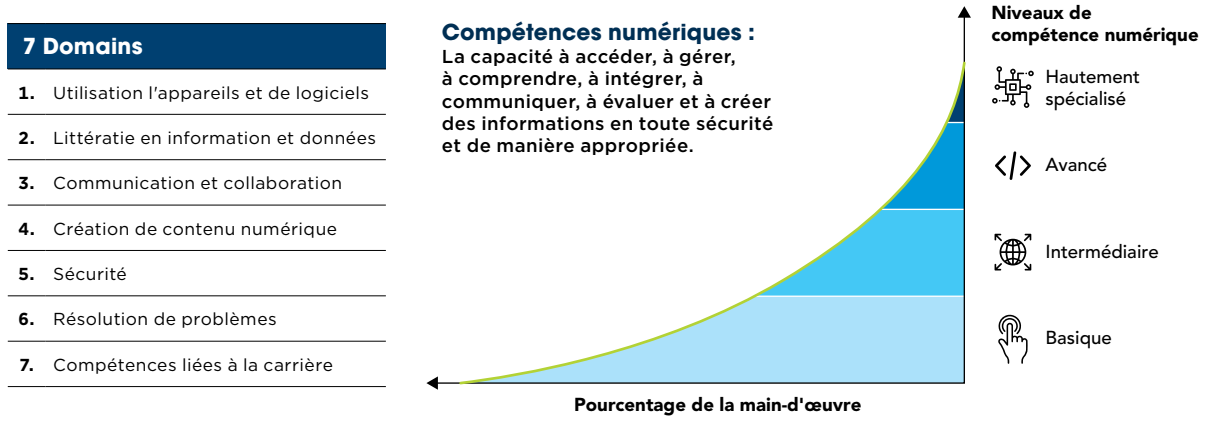 7 Domains
1. Utilisation l'appareils et de logiciels
2. Littératie en information et données
3. Communication et collaboration
4. Création de contenu numérique
5. Sécurité
6. Résolution de problèmes
7. Compétences liées à la carrière
Compétences numériques :
La capacité à accéder, à gérer,
à comprendre, à intégrer, à
communiquer, à évaluer et à créer
des informations en toute sécurité
et de manière appropriée.
Niveaux de
compétence numérique
Hautement
spécialisé
Avancé
Intermédiaire
Basique
Pourcentage de la main-d'œuvre